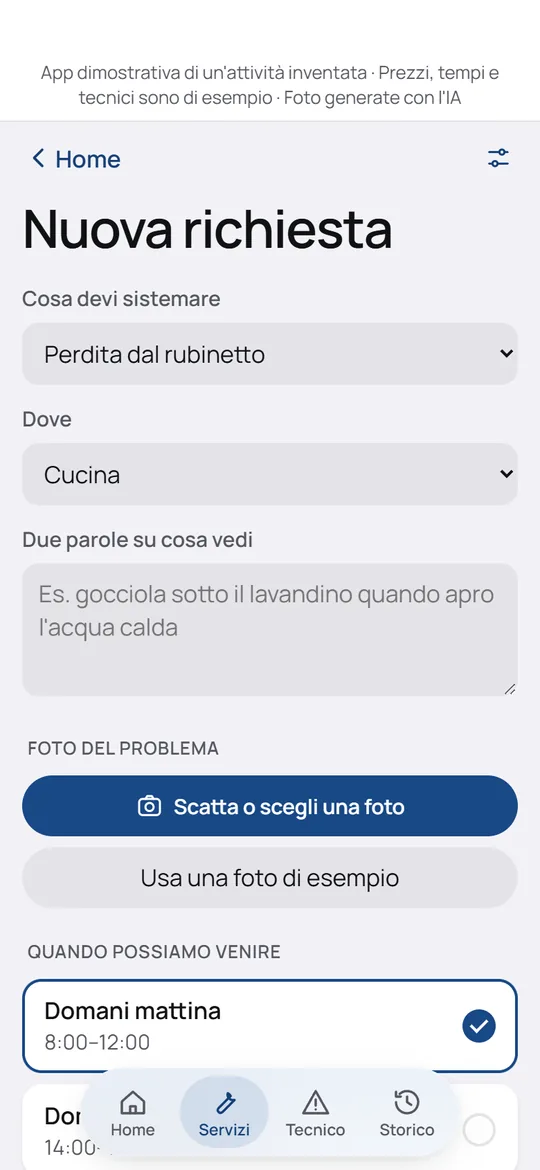 App dimostrativa di un'attività inventata · Prezzi, tempi e
tecnici sono di esempio · Foto generate con l'IA
Home
Nuova richiesta
Cosa devi sistemare
Perdita dal rubinetto
Dove
Cucina
Due parole su cosa vedi
Es. gocciola sotto il lavandino quando apro
l'acqua calda
FOTO DEL PROBLEMA
Scatta o scegli una foto
Usa una foto di esempio
QUANDO POSSIAMO VENIRE
Domani mattina
8:00–12:00
14:00-
Home
Servizi
Tecnico
Storico